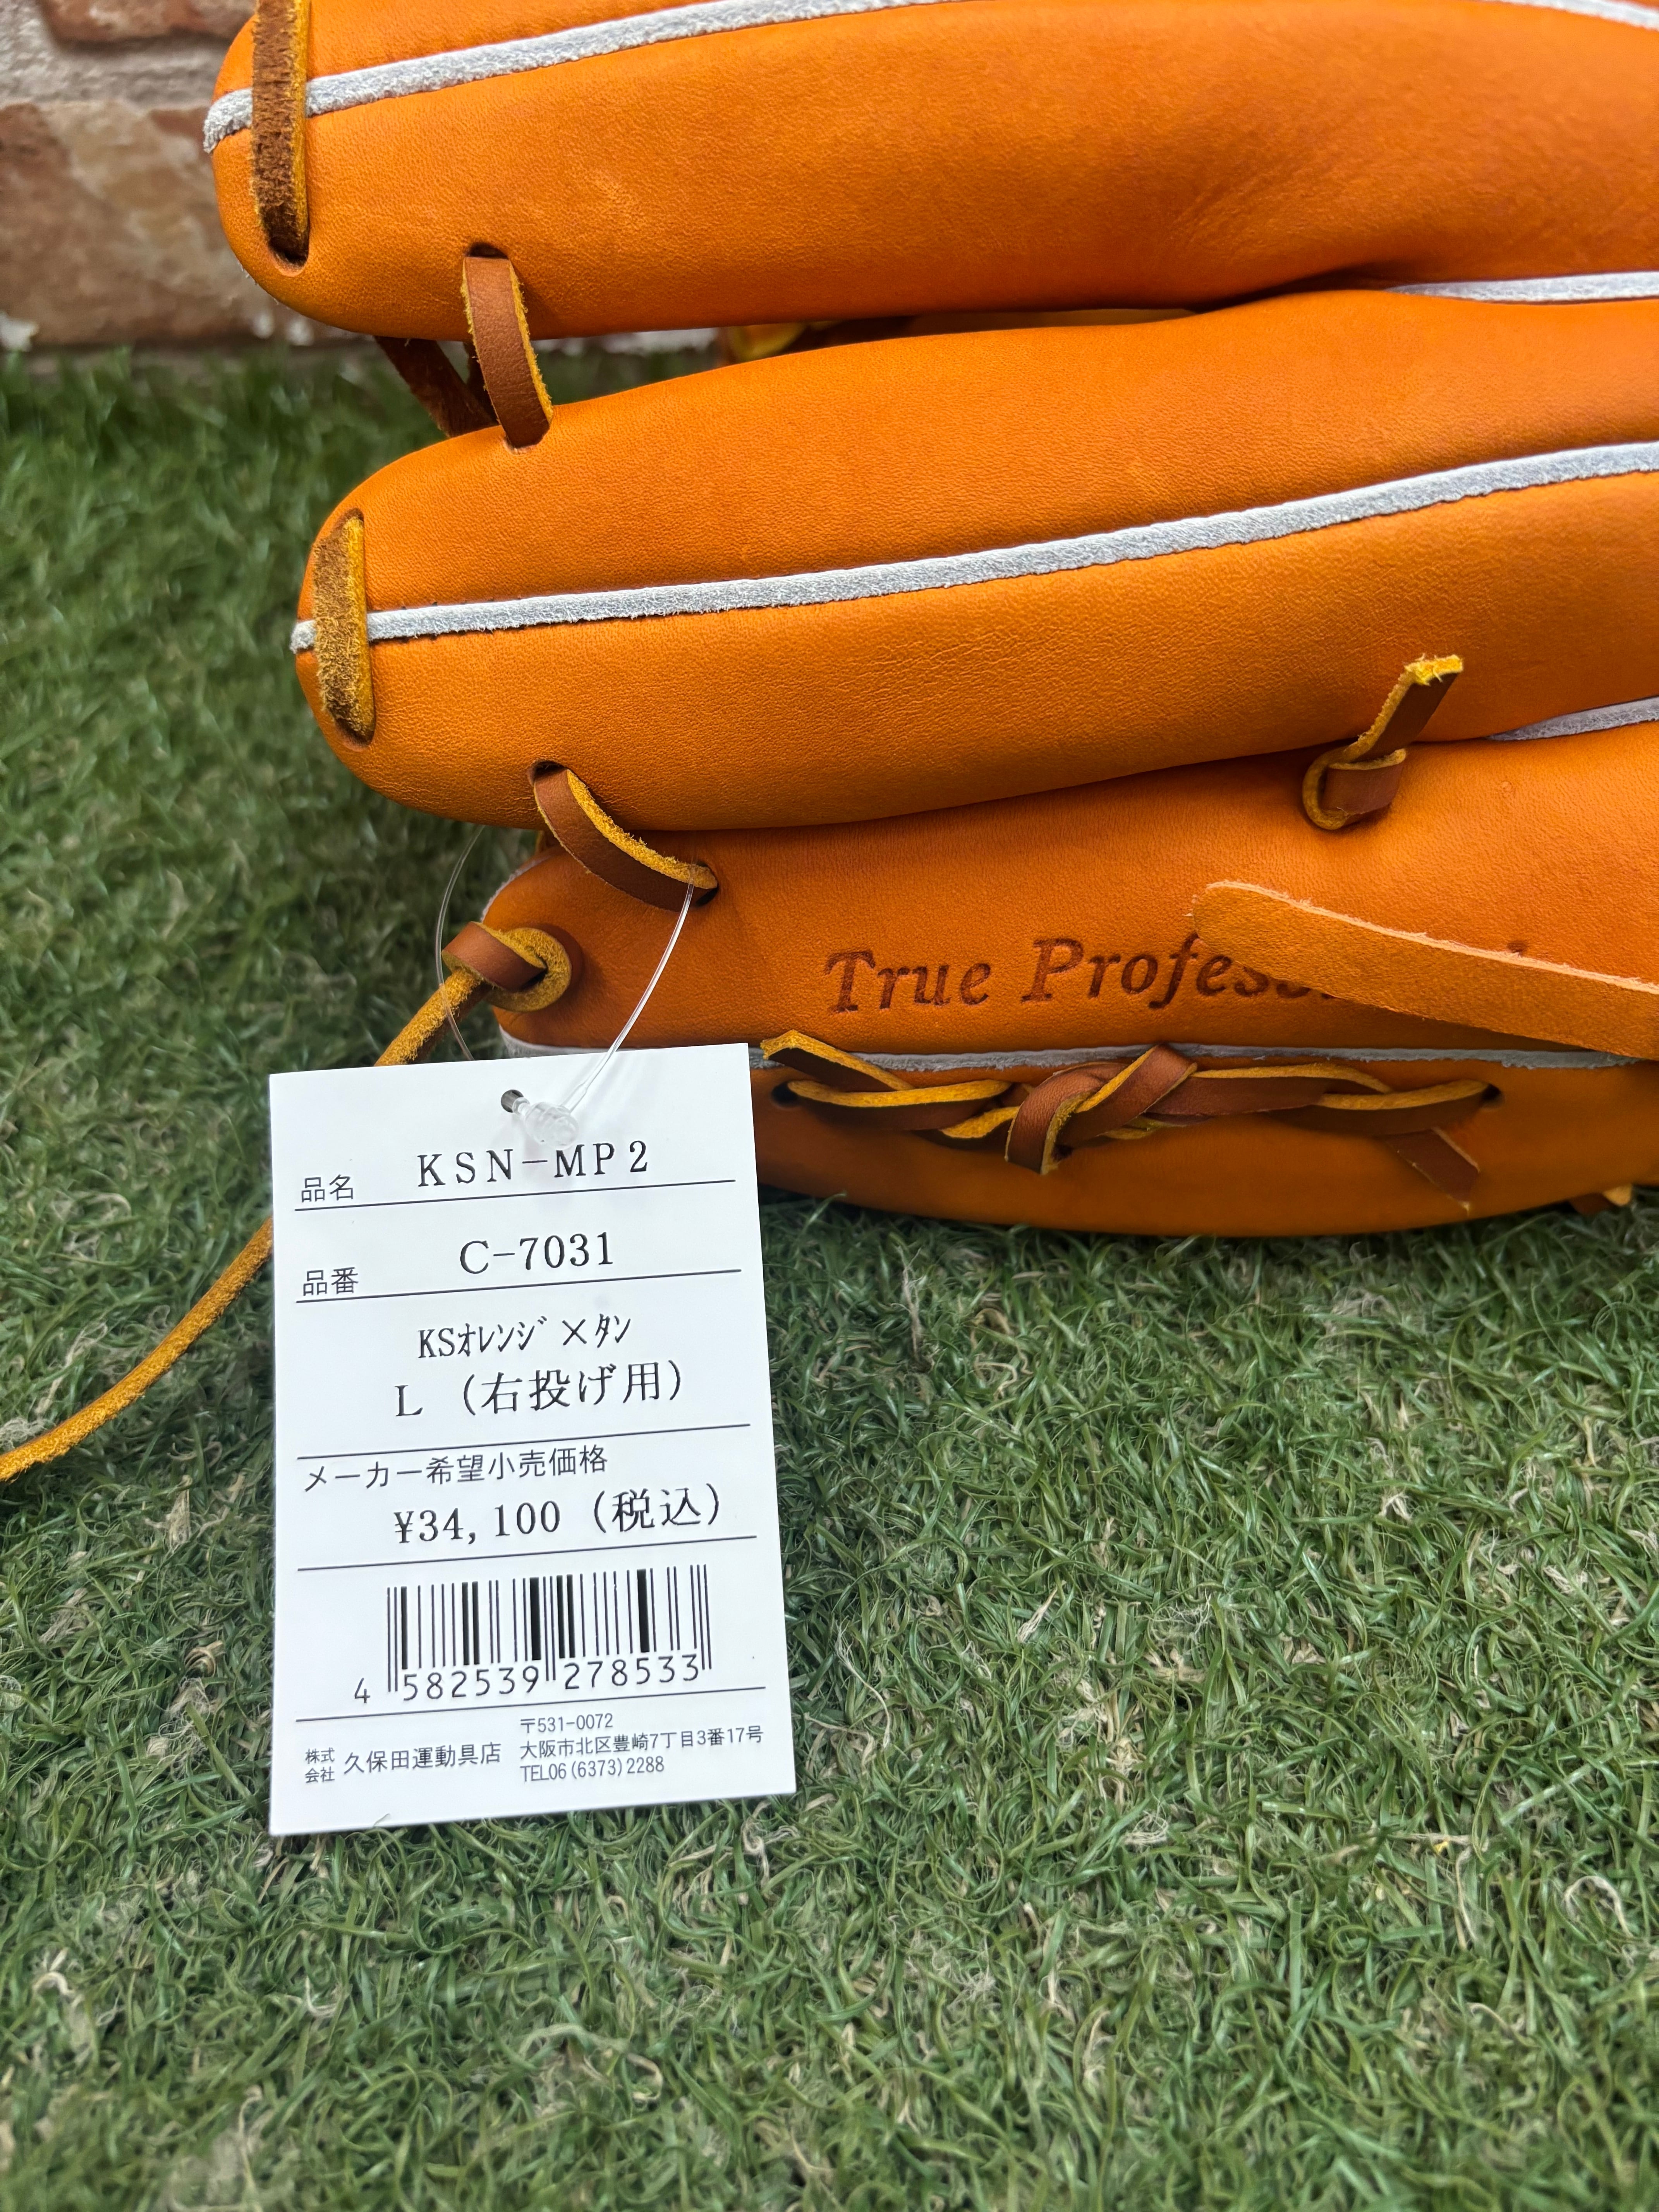 True Profess
品名 KSN-MP2
品番 C-7031
KSｵﾚﾝｼﾞ×ﾀﾝ
L (右投げ用)
メーカー希望小売価格
¥34,100 (税込)
4 582539 278533
株式会社 久保田運動具店
〒531-0072
大阪市北区豊崎7丁目3番17号
TEL06(6373)2288